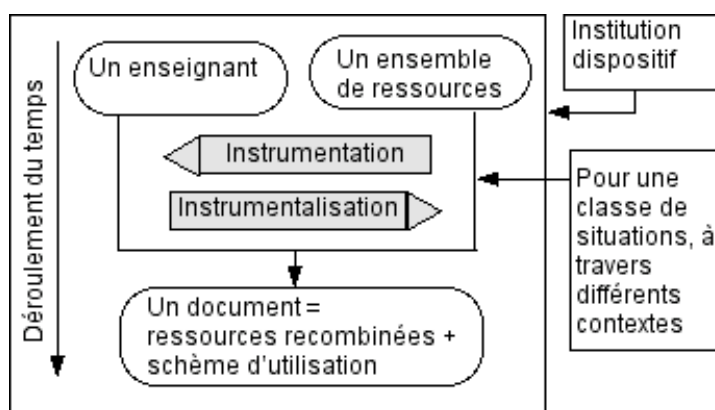 Déroulement du temps
Un enseignant
Un ensemble
de ressources
Instrumentation
Instrumentalisation
Un document =
ressources recombinées +
schème d'utilisation
Institution
dispositif
Pour une
classe de
situations, à
travers
différents
contextes